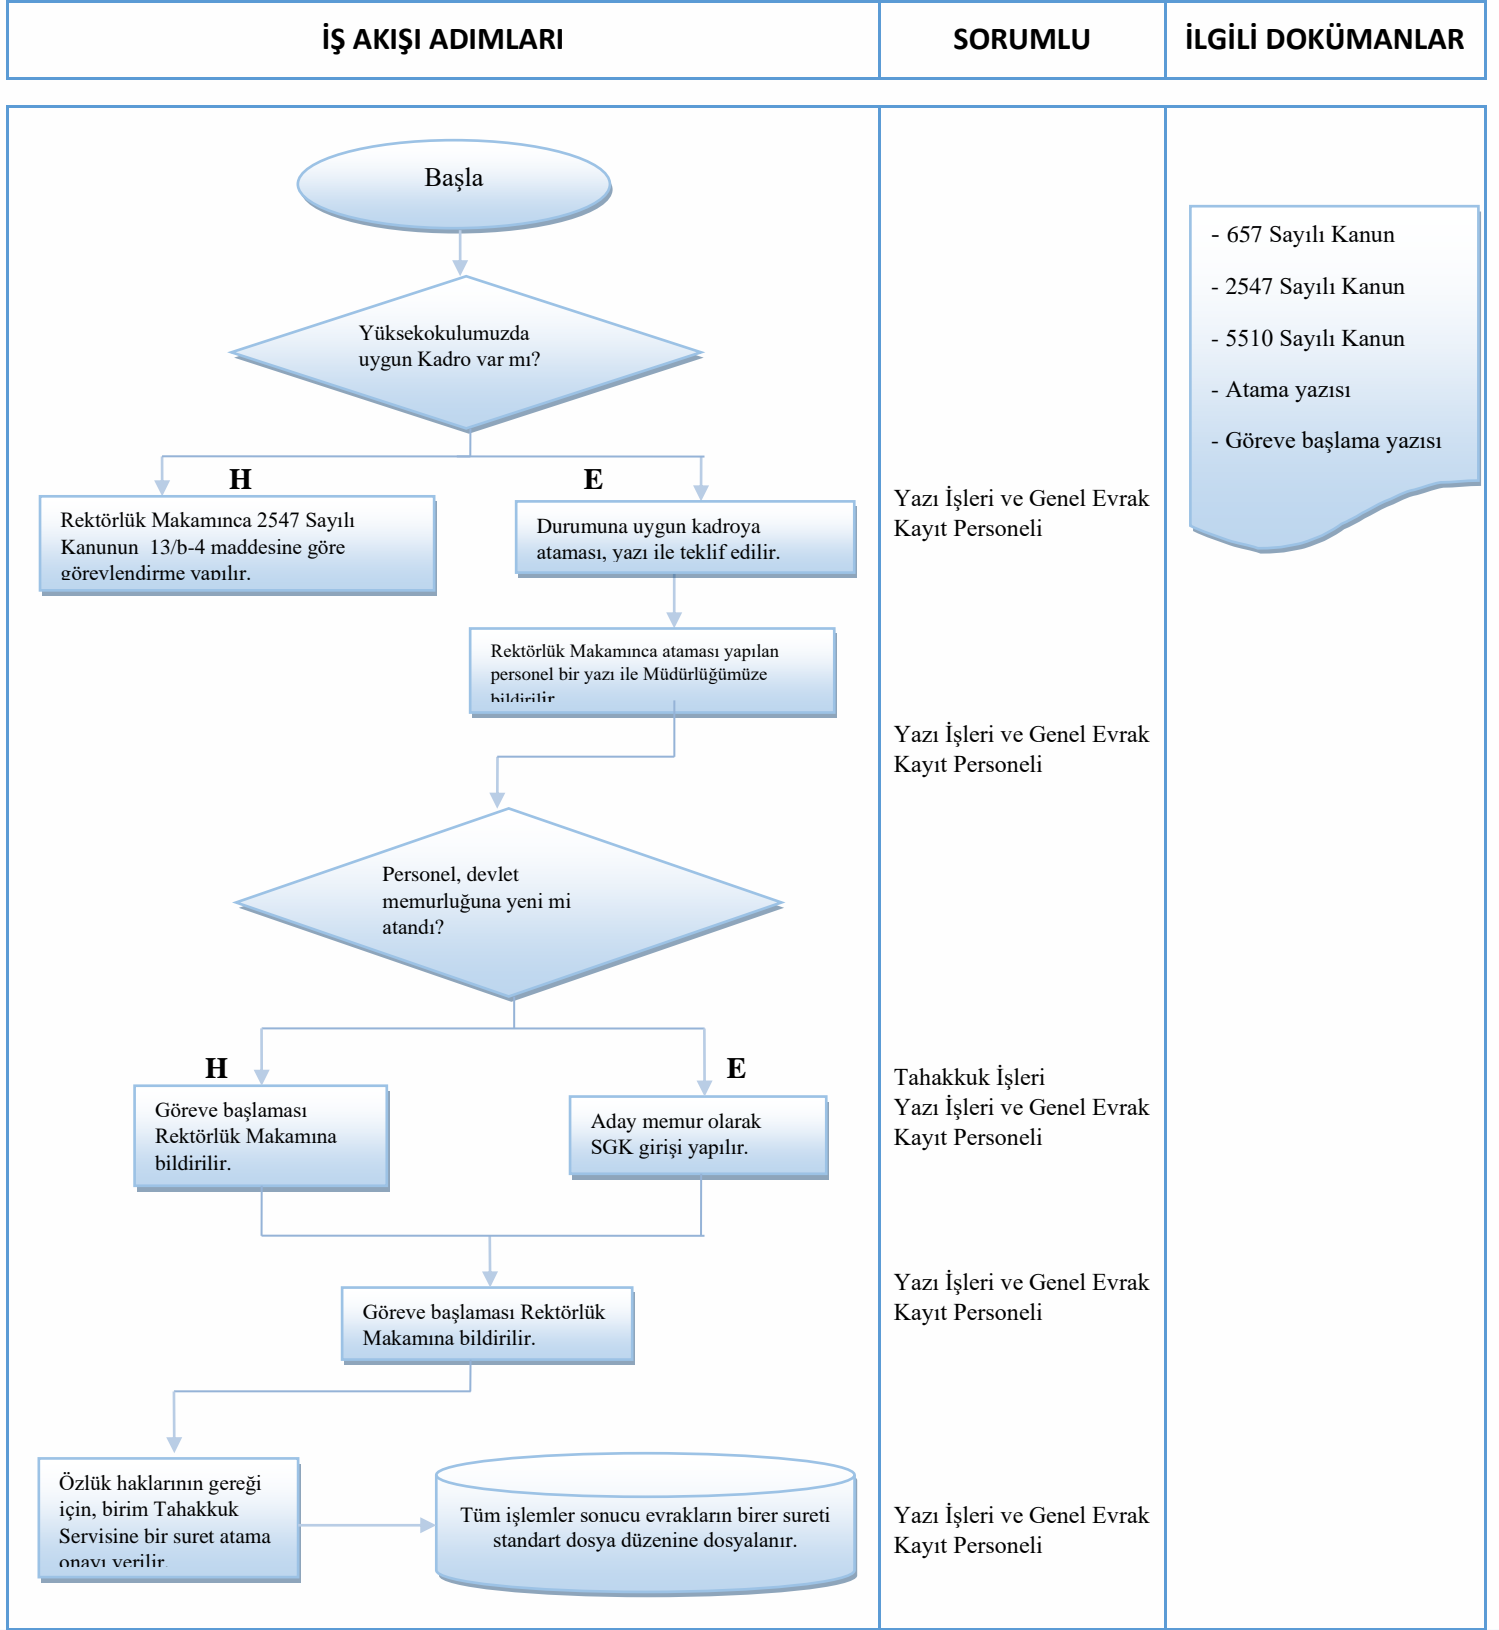 İŞ AKIŞI ADIMLARI
SORUMLU
İLGİLİ DOKÜMANLAR
Başla
Yüksekokulumuzda
uygun Kadro var mı?
H
E
Rektörlük Makamınca 2547 Sayılı
Kanunun 13/b-4 maddesine göre
görevlendirme yapılır.
Durumuna uygun kadroya
ataması, yazı ile teklif edilir.
Rektörlük Makamınca ataması yapılan
personel bir yazı ile Müdürlüğümüze
bildirilir
Personel, devlet
memurluğuna yeni mi
atandı?
H
E
Göreve başlaması
Rektörlük Makamına
bildirilir.
Aday memur olarak
SGK girişi yapılır.
Göreve başlaması Rektörlük
Makamına bildirilir.
Özlük haklarının gereği
için, birim Tahakkuk
Servisine bir suret atama
onayı verilir.
Tüm işlemler sonucu evrakların birer sureti
standart dosya düzenine dosyalanır.
Yazı İşleri ve Genel Evrak
Kayıt Personeli
Yazı İşleri ve Genel Evrak
Kayıt Personeli
Tahakkuk İşleri
Yazı İşleri ve Genel Evrak
Kayıt Personeli
Yazı İşleri ve Genel Evrak
Kayıt Personeli
Yazı İşleri ve Genel Evrak
Kayıt Personeli
- 657 Sayılı Kanun
- 2547 Sayılı Kanun
- 5510 Sayılı Kanun
- Atama yazısı
- Göreve başlama yazısı